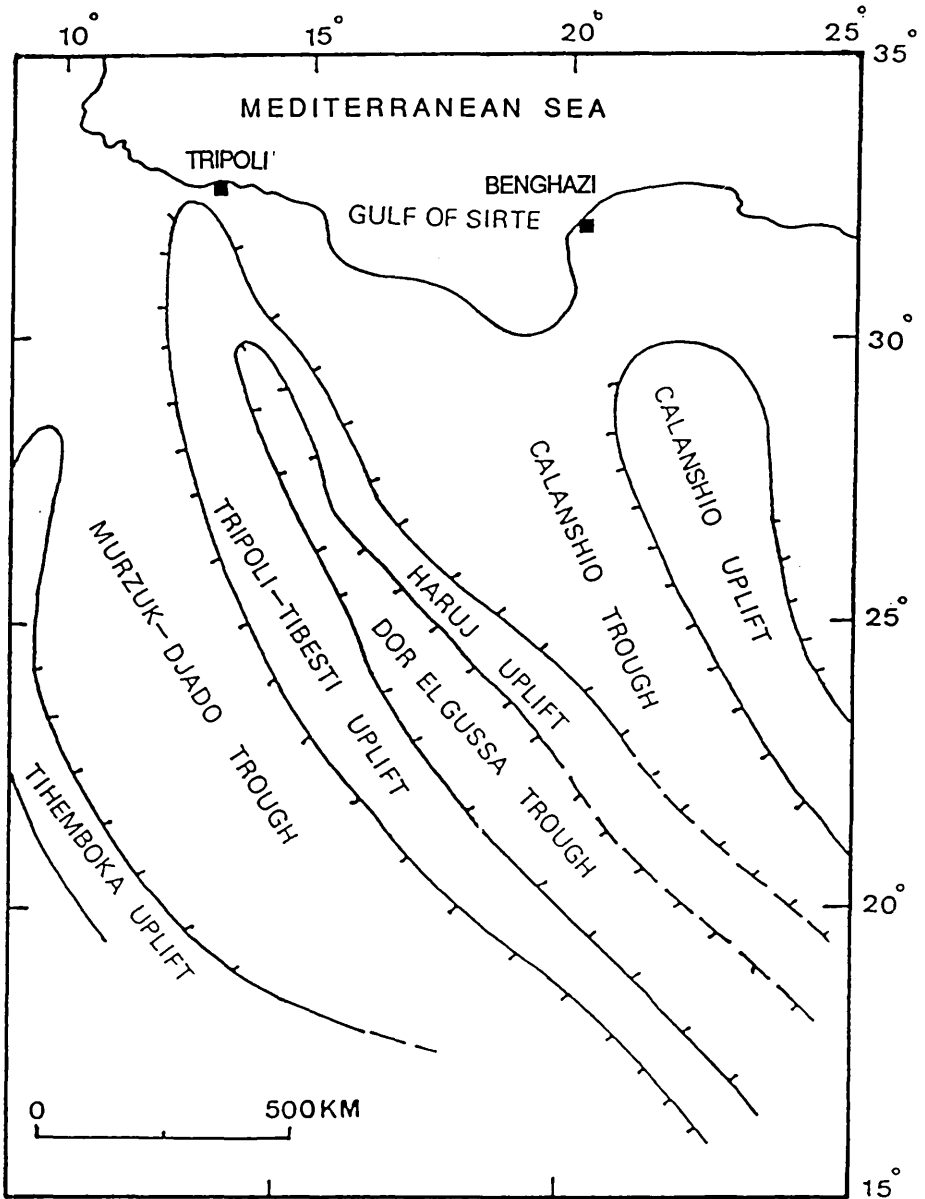 10°
15°
20°
25°
35°
MEDITERRANEAN SEA
TRIPOLI
BENGHAZI
GULF OF SIRTE
30°
CALANSHIO UPLIFT
CALANSHIO TROUGH
TRIPOLI-TIBESTI UPLIFT
MURZUK-DJADO TROUGH
HARUJ UPLIFT
DOR EL GUSSA TROUGH
25°
TIHEMBOKA UPLIFT
20°
0 500KM
15°